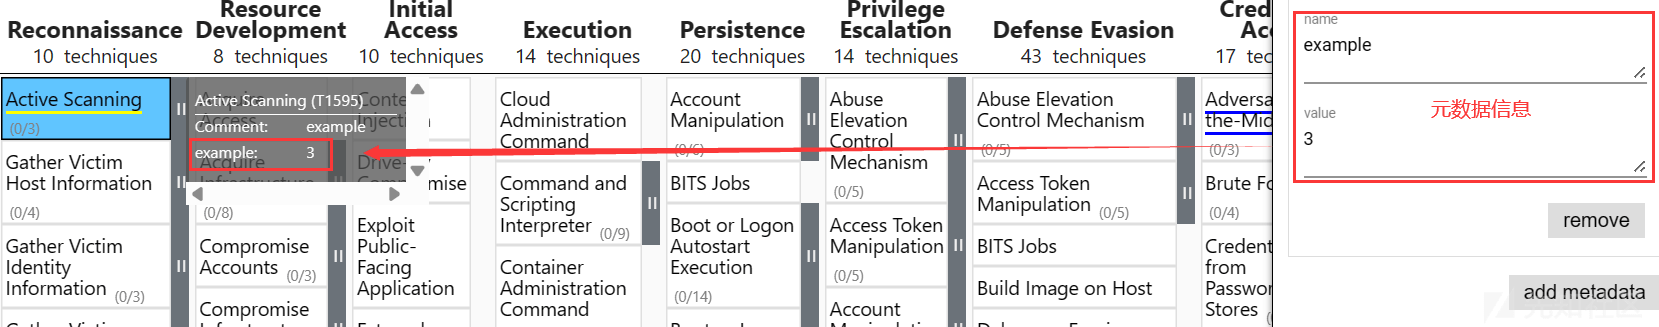 Reconnaissance
10 techniques
Resource
Development
8 techniques
Initial
Access
10 techniques
Execution
14 techniques
Persistence
20 techniques
Privilege
Escalation
14 techniques
Defense Evasion
43 techniques
Cred
Acc
17 tech
Active Scanning
(0/3)
Gather Victim
Host Information
(0/4)
Gather Victim
Identity
Information (0/3)
Gather Victim
Active Scanning (T1595)
Comment: example
example: 3
Acquire
Infrastructure
(0/8)
Compromise
Accounts (0/3)
Compromise
Exploit
Public-
Facing
Application
Cloud
Administration
Command
Command and
Scripting
Interpreter (0/9)
Container
Administration
Command
Account
Manipulation
(0/6)
BITS Jobs
Boot or Logon
Autostart
Execution
(0/14)
Abuse
Elevation
Control
Mechanism
(0/5)
Access Token
Manipulation
(0/5)
Account
Abuse Elevation
Control Mechanism
(0/5)
Access Token
Manipulation (0/5)
BITS Jobs
Build Image on Host
Adversa
the-Mid
(0/3)
Brute Fo
(0/4)
Credent
from
Passwor
Stores (0
name
example
value
3
元数据信息
remove
add metadata